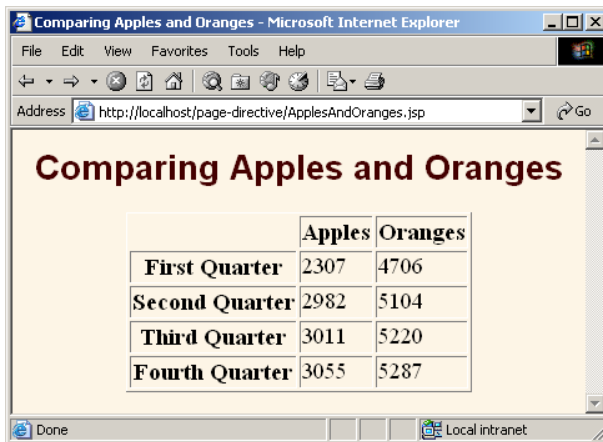 Comparing Apples and Oranges - Microsoft Internet Explorer
File Edit View Favorites Tools Help
Address http://localhost/page-directive/ApplesAndOranges.jsp Go
Comparing Apples and Oranges
Apples Oranges
First Quarter 2307 4706
Second Quarter 2982 5104
Third Quarter 3011 5220
Fourth Quarter 3055 5287
Done Local intranet